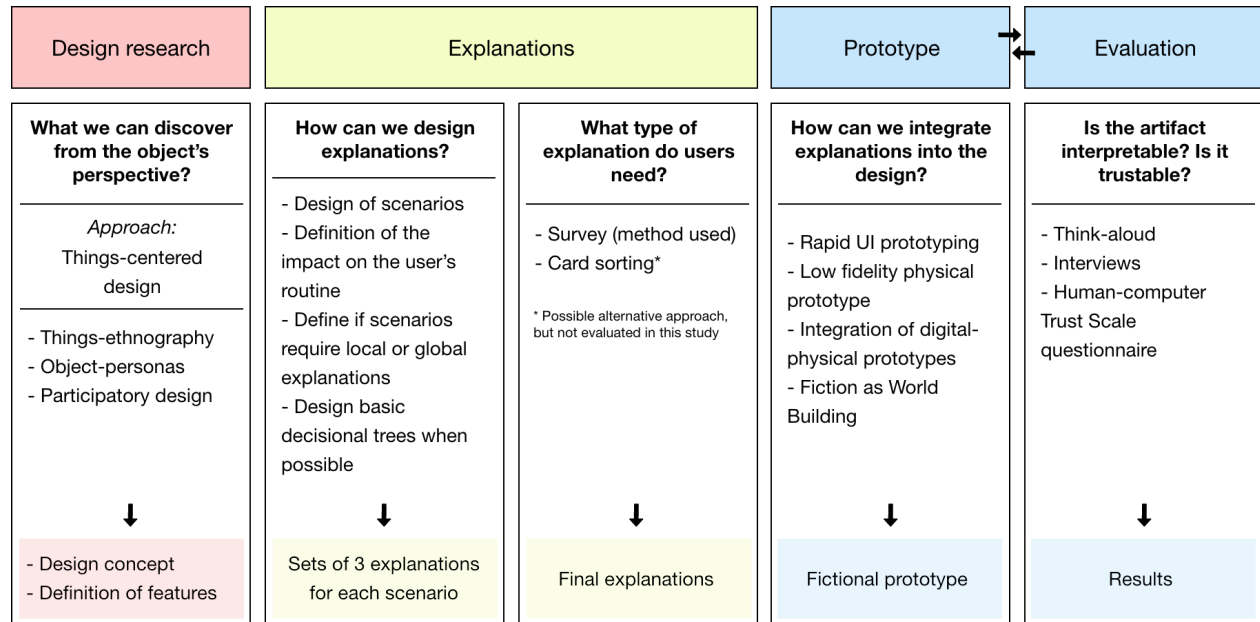 Design research
Explanations
Prototype
Evaluation
What we can discover
from the object's
perspective?
Approach:
Things-centered
design
- Things-ethnography
- Object-personas
- Participatory design
- Design concept
- Definition of features
How can we design
explanations?
- Design of scenarios
- Definition of the
impact on the user's
routine
- Define if scenarios
require local or global
explanations
- Design basic
decisional trees when
possible
Sets of 3 explanations
for each scenario
What type of
explanation do users
need?
- Survey (method used)
- Card sorting*
* Possible alternative approach,
but not evaluated in this study
Final explanations
How can we integrate
explanations into the
design?
- Rapid UI prototyping
- Low fidelity physical
prototype
- Integration of digital-
physical prototypes
- Fiction as World
Building
Fictional prototype
Is the artifact
interpretable? Is it
trustable?
- Think-aloud
- Interviews
- Human-computer
Trust Scale
questionnaire
Results